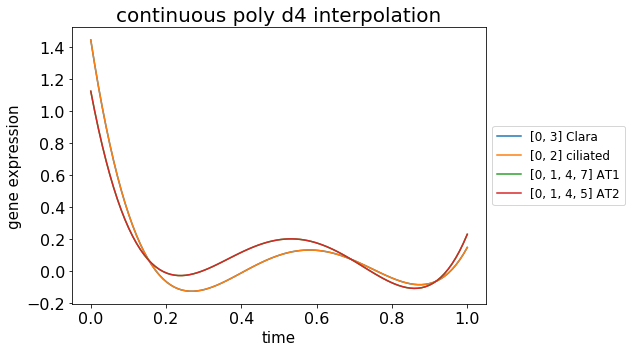 continuous poly d4 interpolation
gene expression
1.4
1.2
1.0
0.8
0.6
0.4
0.2
0.0
−0.2
0.0 0.2 0.4 0.6 0.8 1.0
time
[0, 3] Clara
[0, 2] ciliated
[0, 1, 4, 7] AT1
[0, 1, 4, 5] AT2